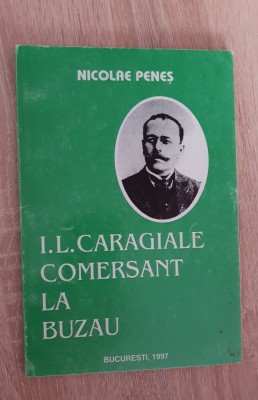 NICOLAE PENEȘ
I.L.CARAGIALE
COMERSANT
LA
BUZAU
BUCURESTI, 1997